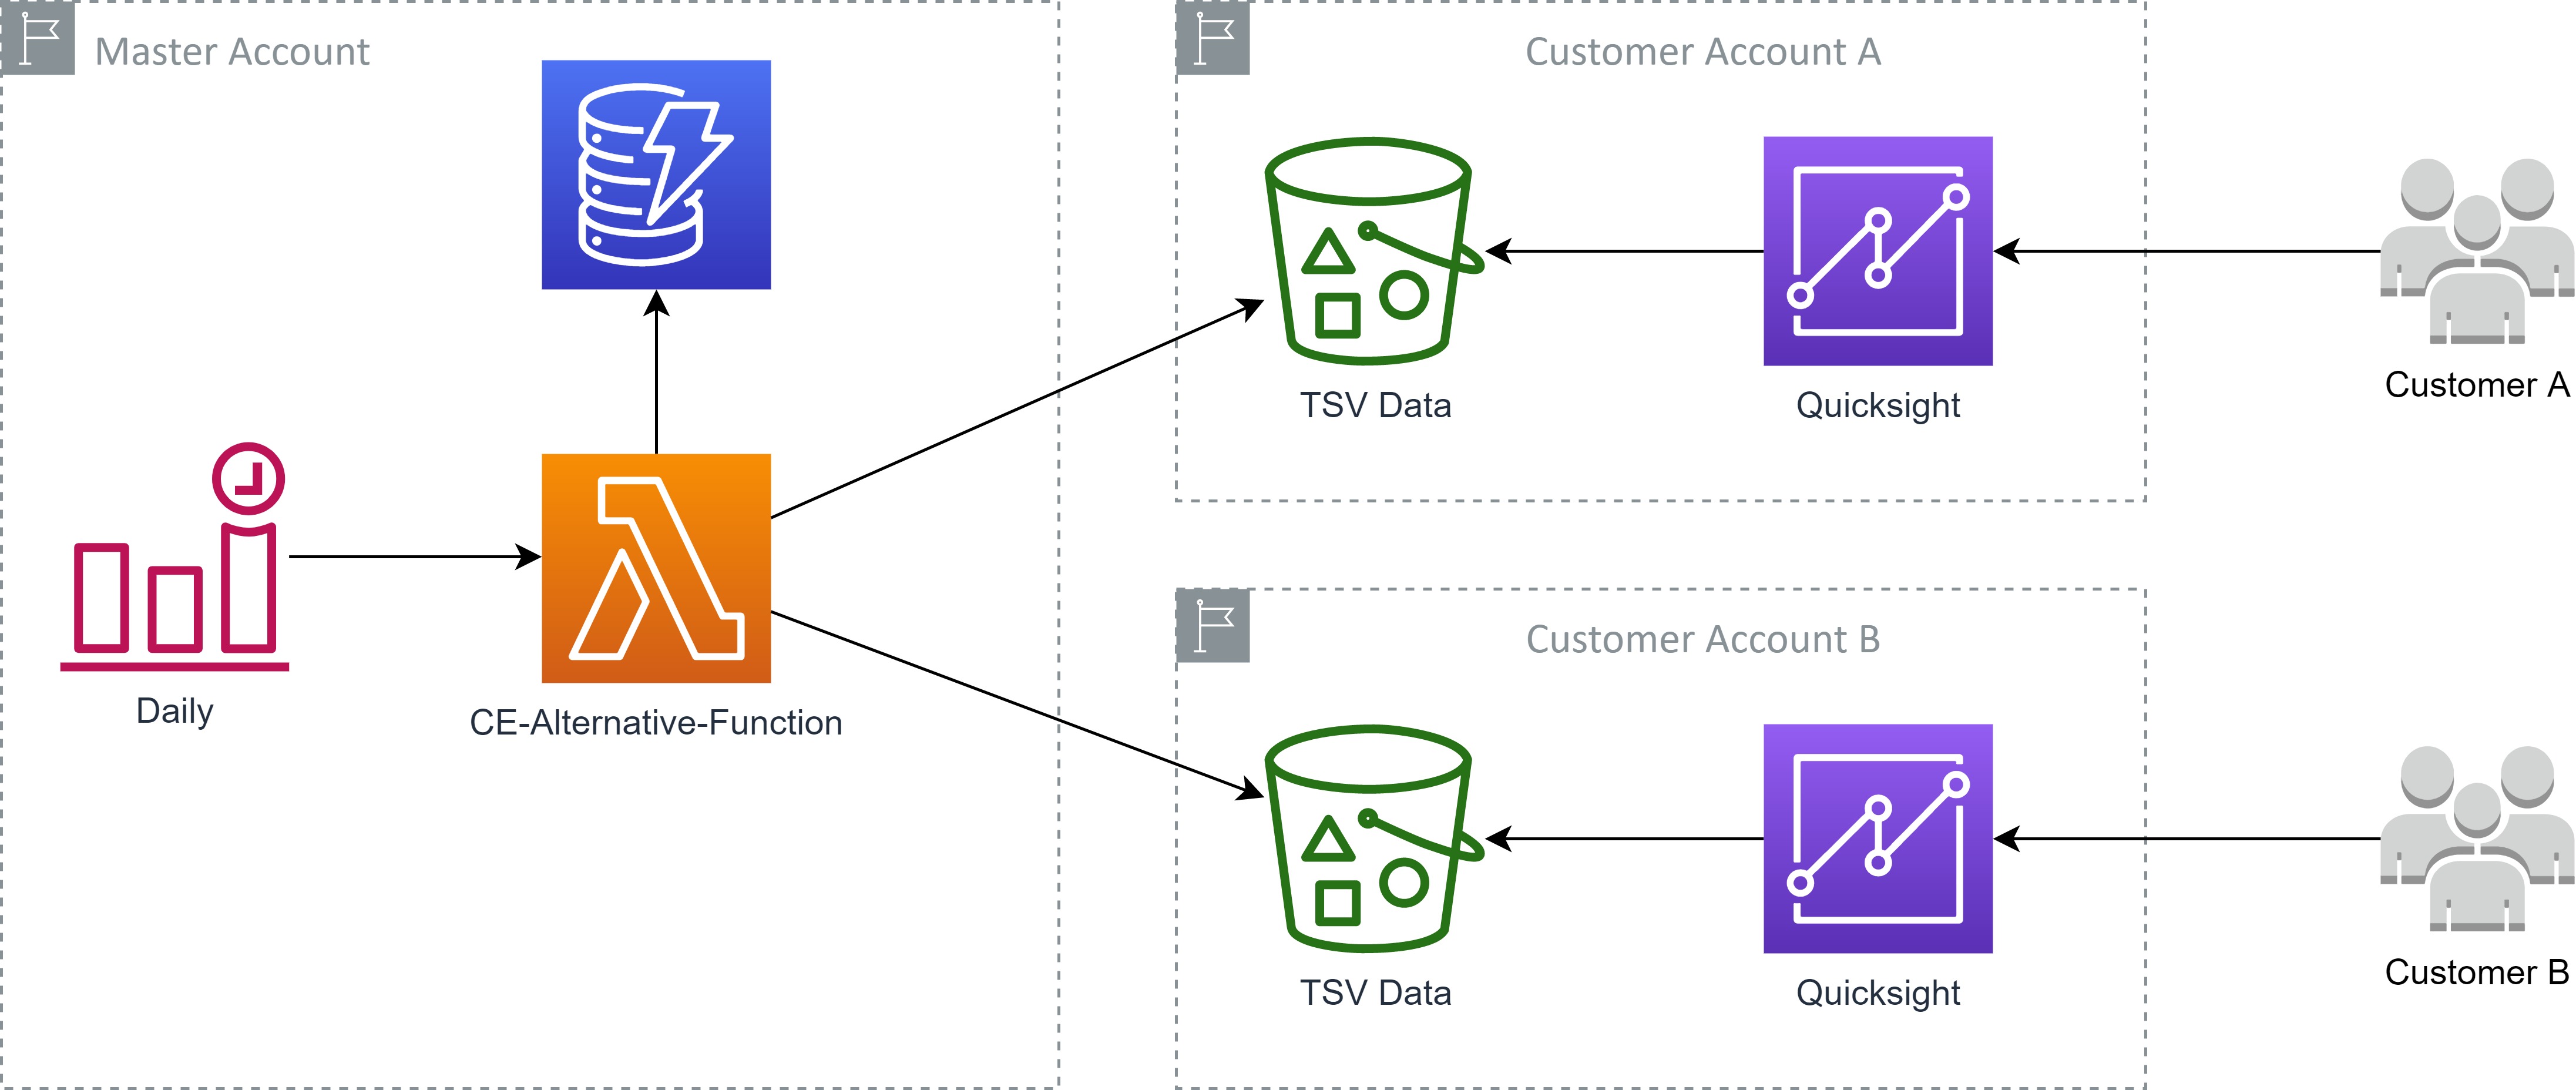 Master Account
Daily
CE-Alternative-Function
Customer Account A
TSV Data
Quicksight
Customer A
Customer Account B
TSV Data
Quicksight
Customer B